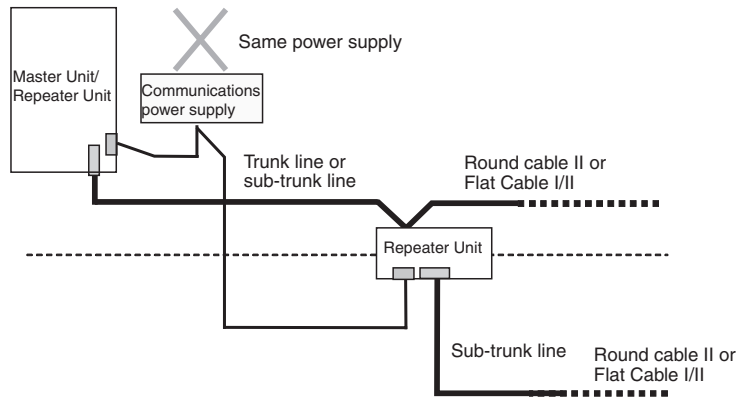 Same power supply
Master Unit/
Repeater Unit
Communications
power supply
Trunk line or
sub-trunk line
Round cable II or
Flat Cable I/II
Repeater Unit
Sub-trunk line
Round cable II or
Flat Cable I/II